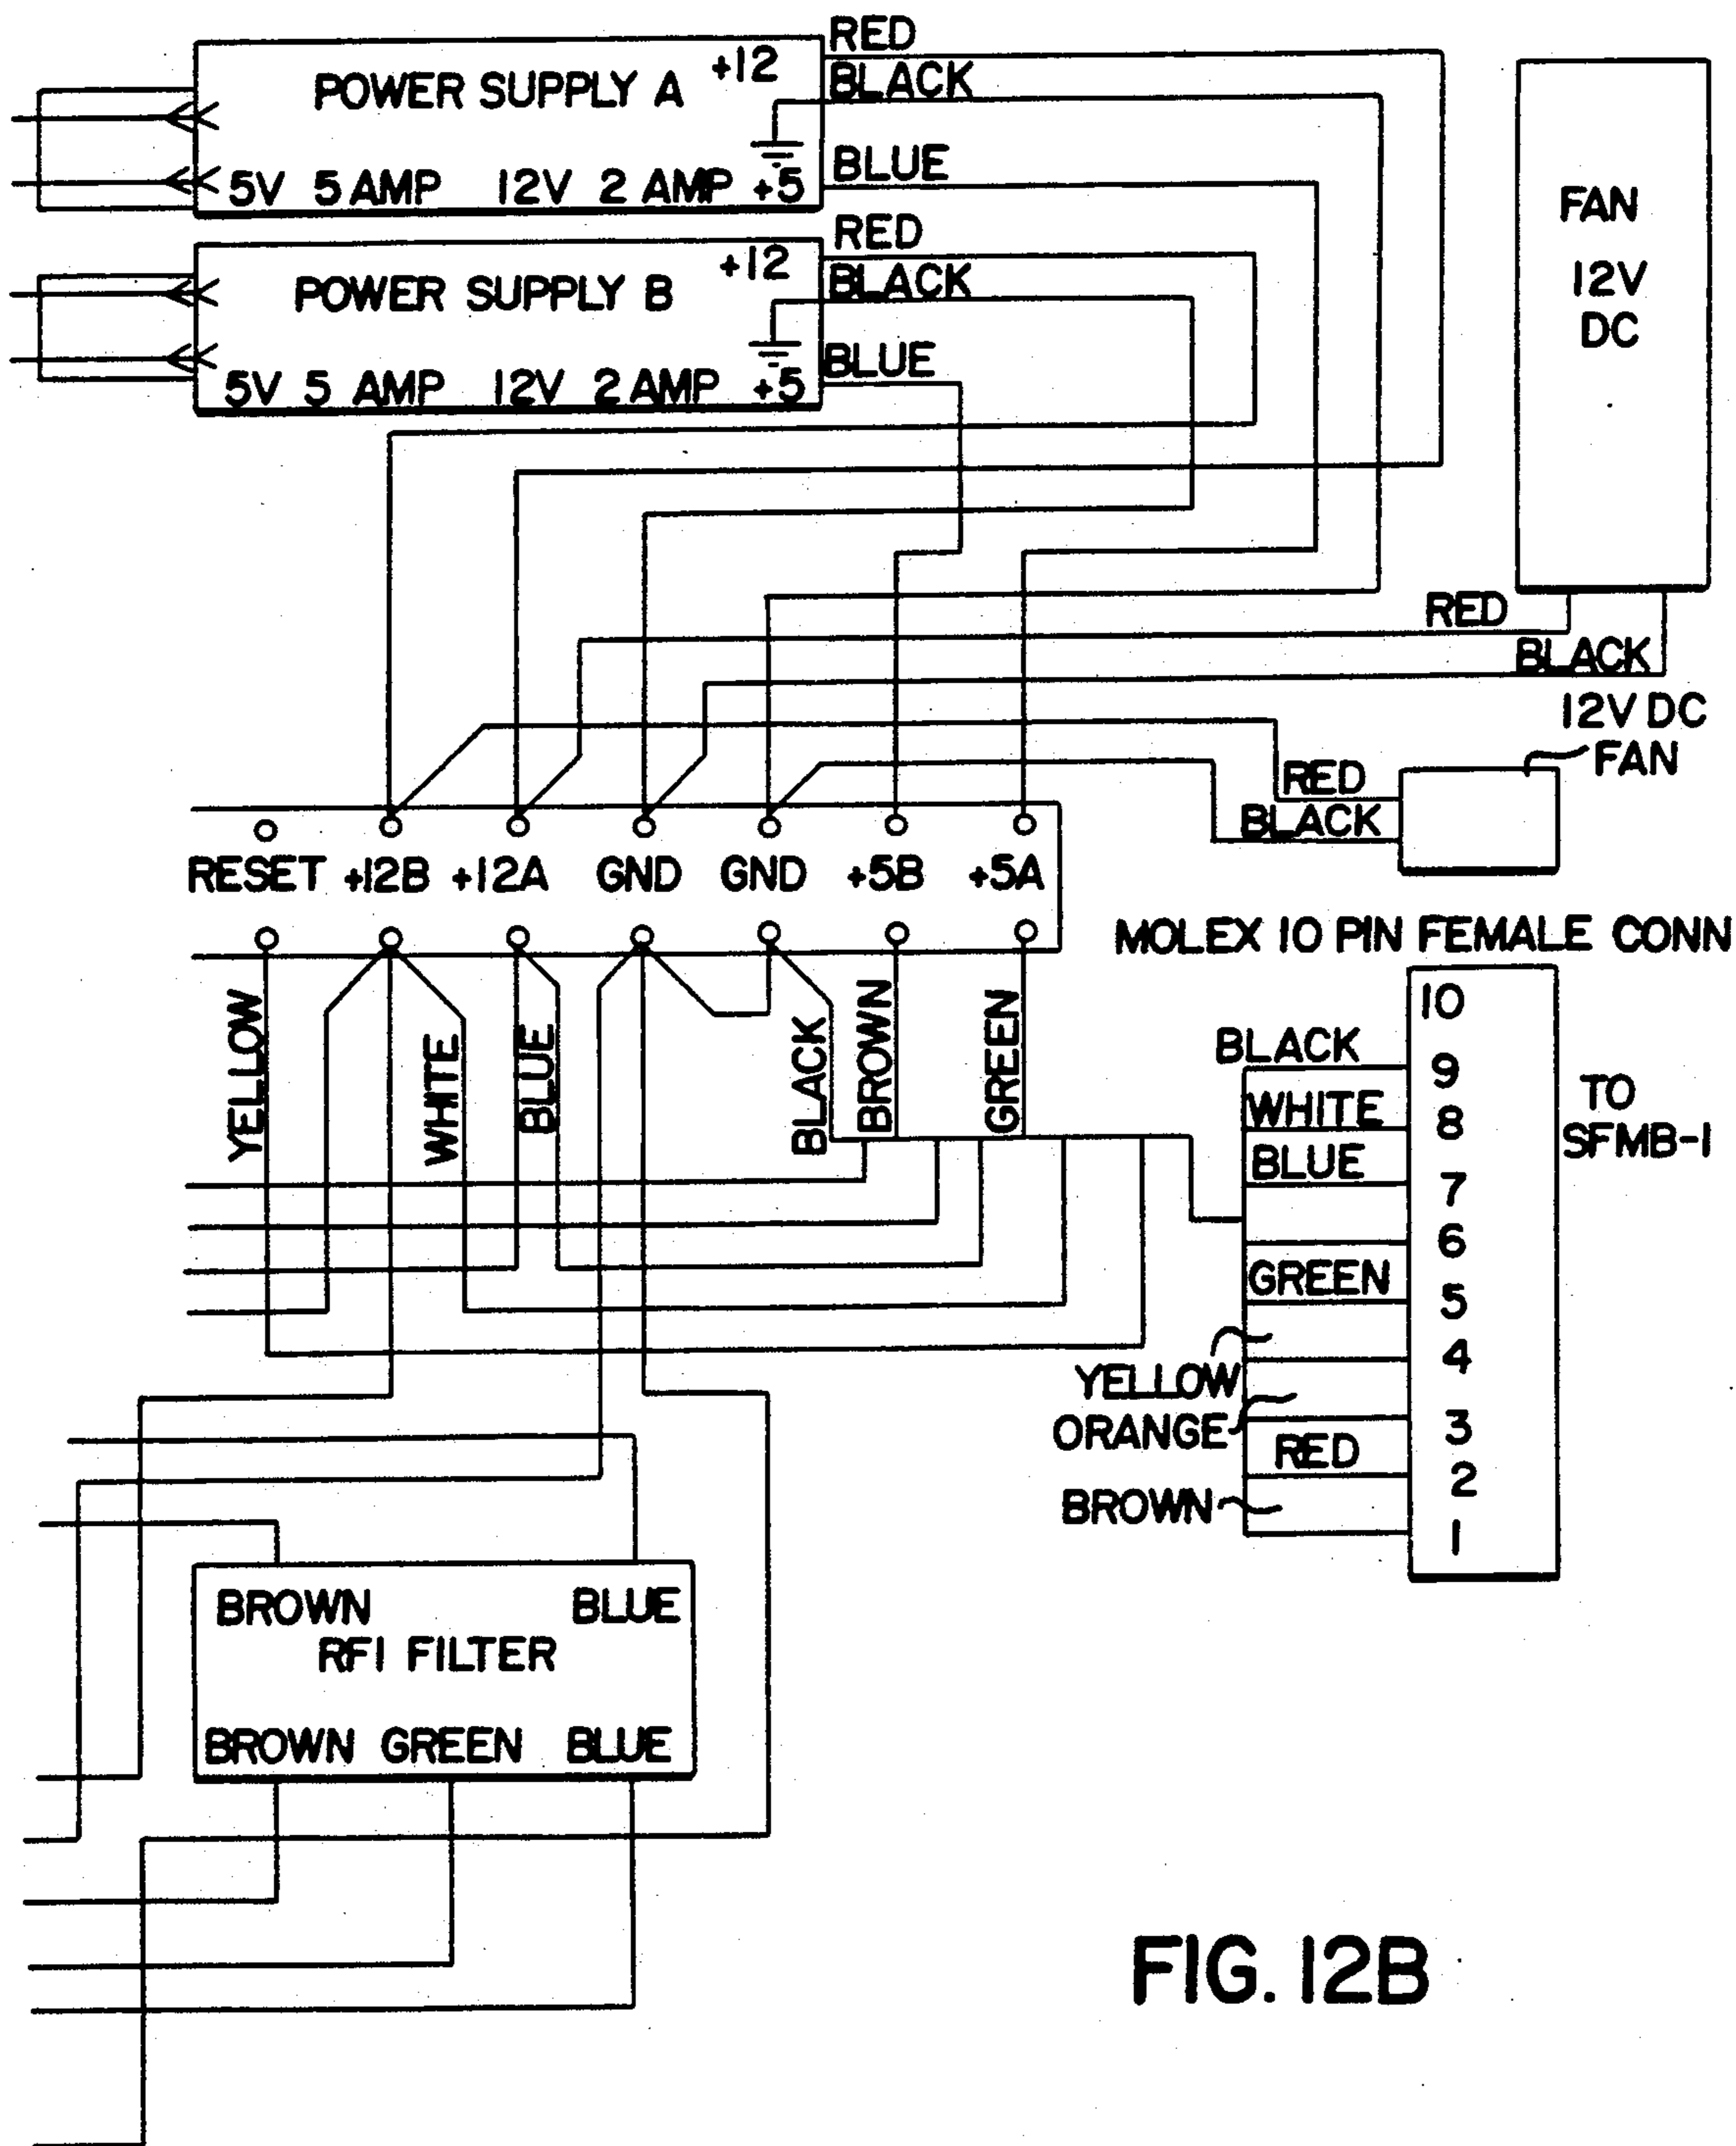 RED
+12
POWER SUPPLY A
BLACK
BLUE
5V 5 AMP 12V 2 AMP +5
RED
+12
POWER SUPPLY B
BLACK
BLUE
5V 5 AMP 12V 2 AMP +5
FAN
12V
DC
RED
BLACK
12V DC
FAN
RED
BLACK
RESET +12B +12A GND GND +5B +5A
MOLEX 10 PIN FEMALE CONN
YELLOW
WHITE
BLUE
BLACK
BROWN
GREEN
10
BLACK
9
WHITE
8
BLUE
7
6
GREEN
5
YELLOW
4
ORANGE
3
RED
2
BROWN
1
TO
SFMB-1
BROWN BLUE
RFI FILTER
BROWN GREEN BLUE
FIG. 12B